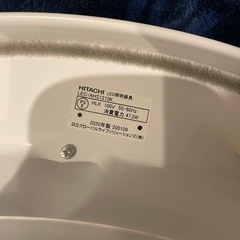 HITACHI LED照明器具
LEC-AHS1210K
HLK 100V 50/60Hz
消費電力 47.2W
2020年製 200109
日立グローバルライフソリューションズ(株)